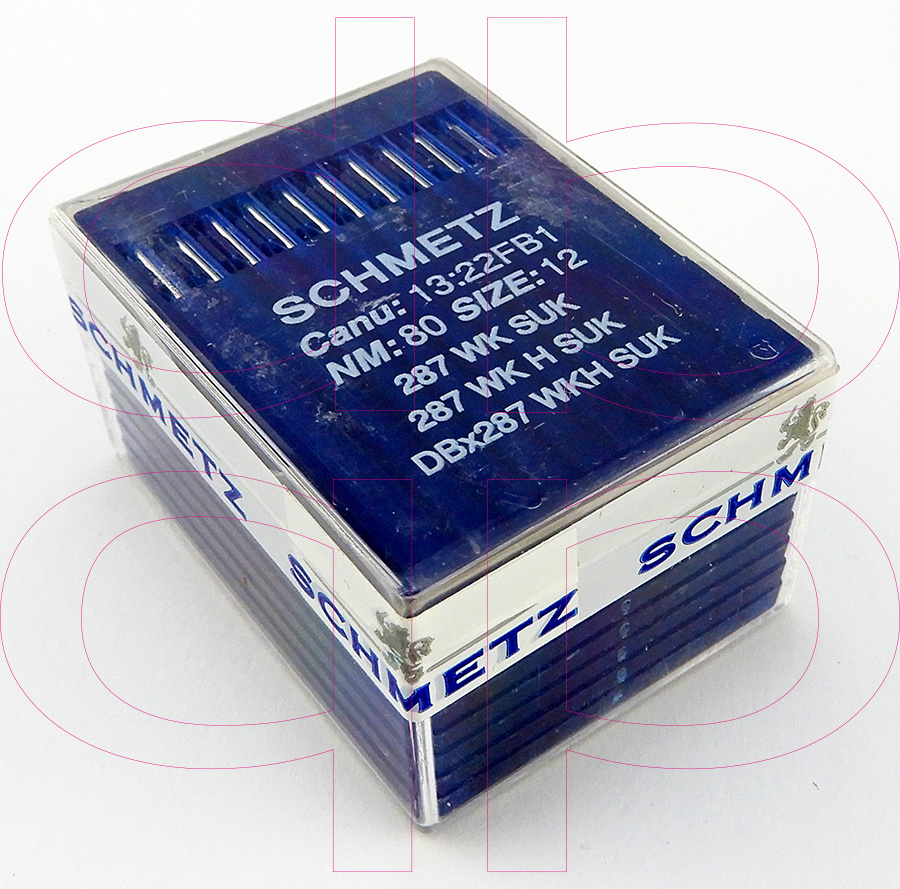 SCHMETZ
Canu: 13:22FB1
NM: 80 SIZE: 12
287 WK SUK
287 WK H SUK
DBx287 WKH SUK
SCHMETZ
SCHMETZ
SCHM